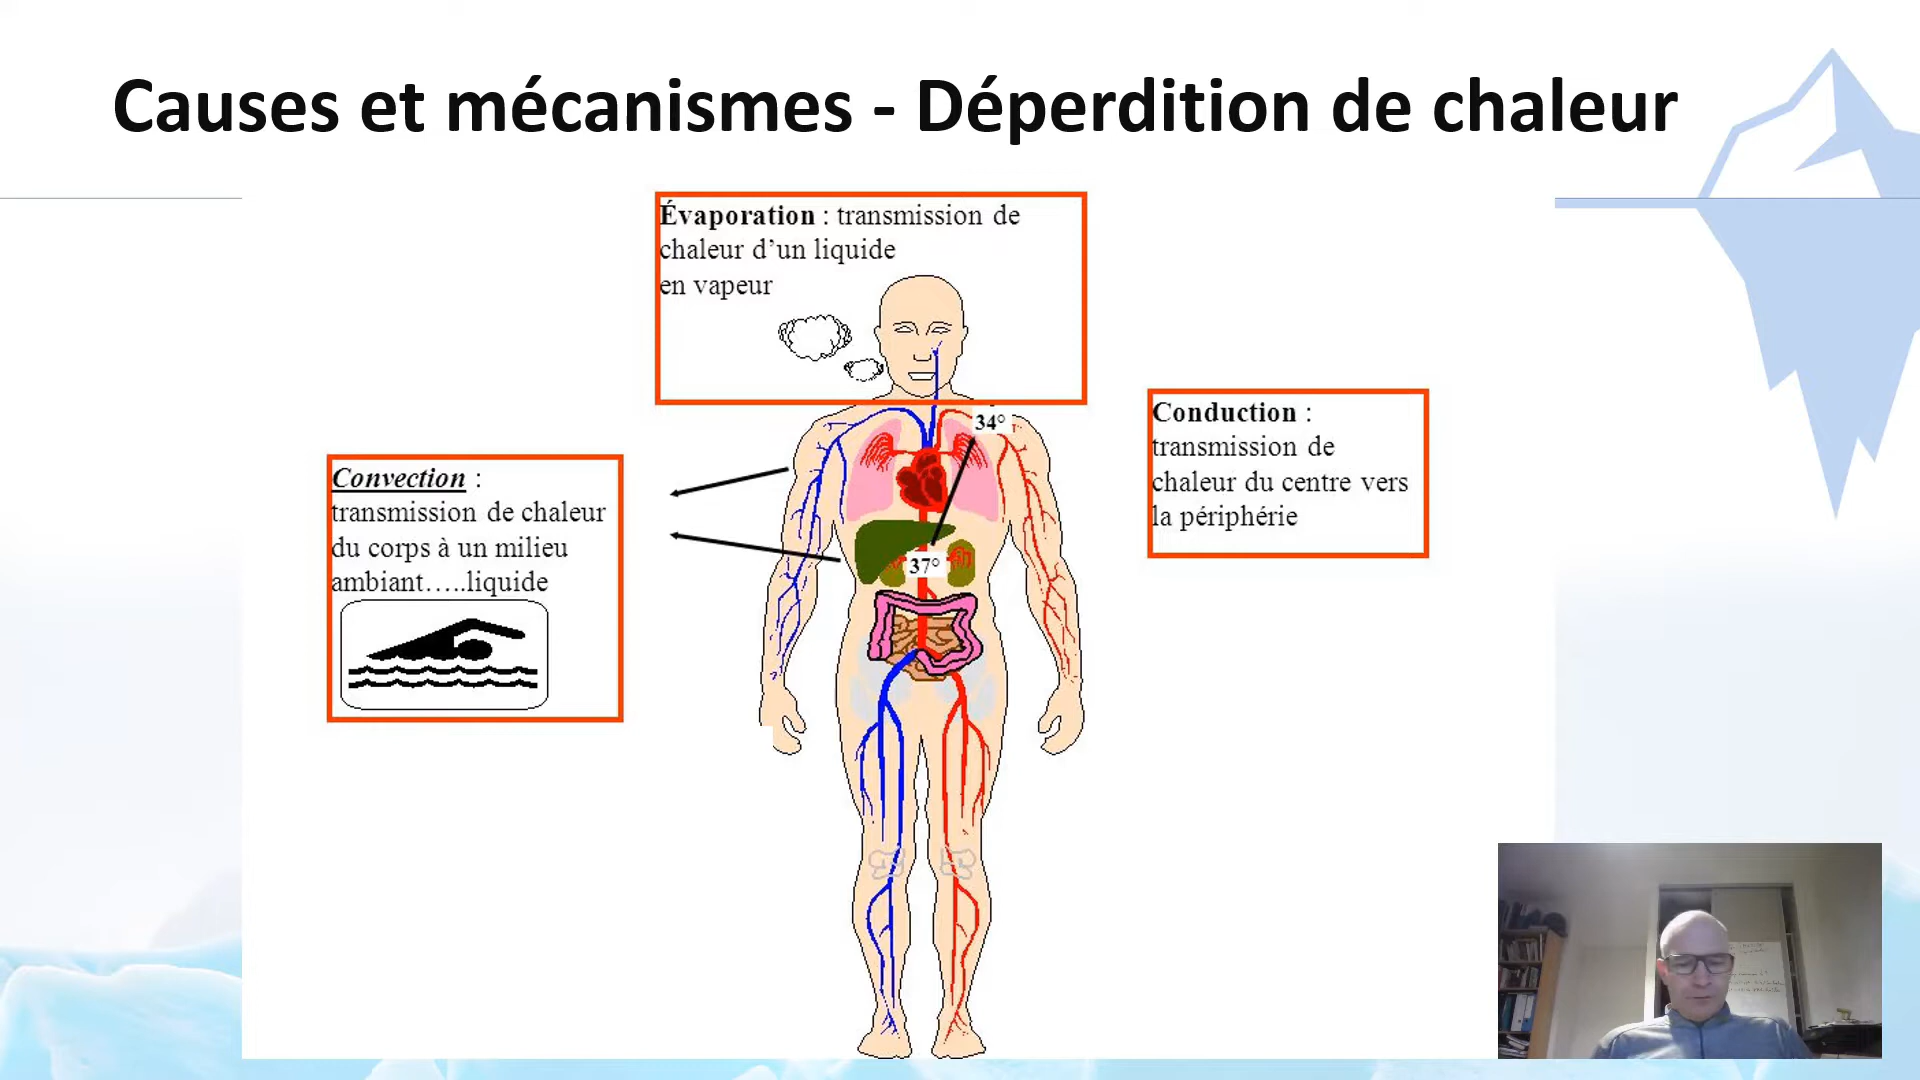 Causes et mécanismes - Déperdition de chaleur
Évaporation : transmission de
chaleur d’un liquide
en vapeur
34°
Conduction :
transmission de
chaleur du centre vers
la périphérie
Convection :
transmission de chaleur
du corps à un milieu
ambiant…..liquide
37°